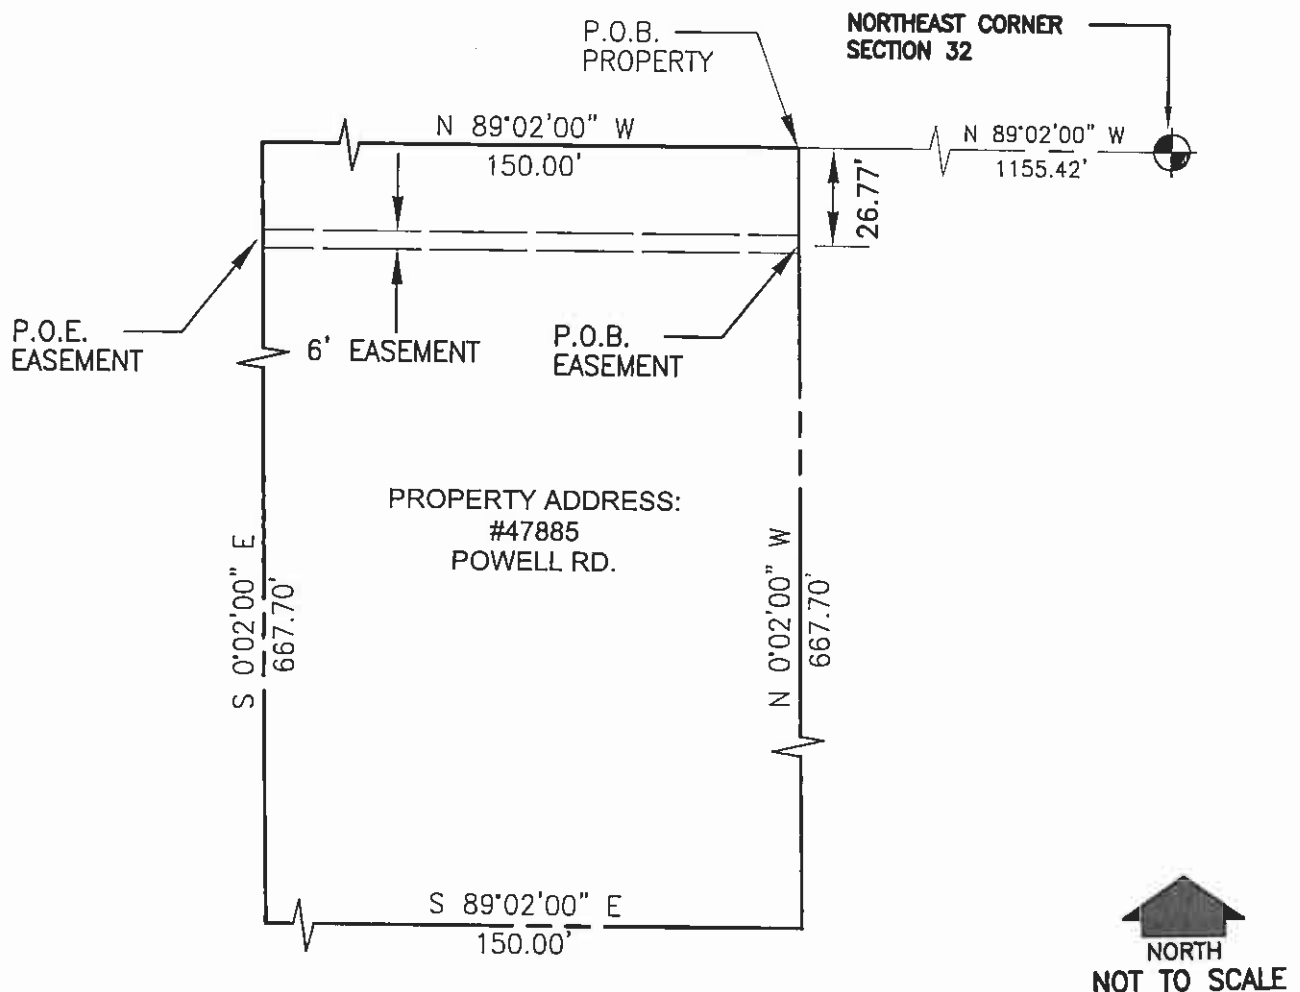 P.O.B.
PROPERTY
NORTHEAST CORNER
SECTION 32
N 89°02'00" W
150.00'
N 89°02'00" W
1155.42'
26.77'
P.O.E.
EASEMENT
6' EASEMENT
P.O.B.
EASEMENT
PROPERTY ADDRESS:
#47885
POWELL RD.
S 0°02'00" E
667.70'
N 0°02'00" W
667.70'
S 89°02'00" E
150.00'
NORTH
NOT TO SCALE